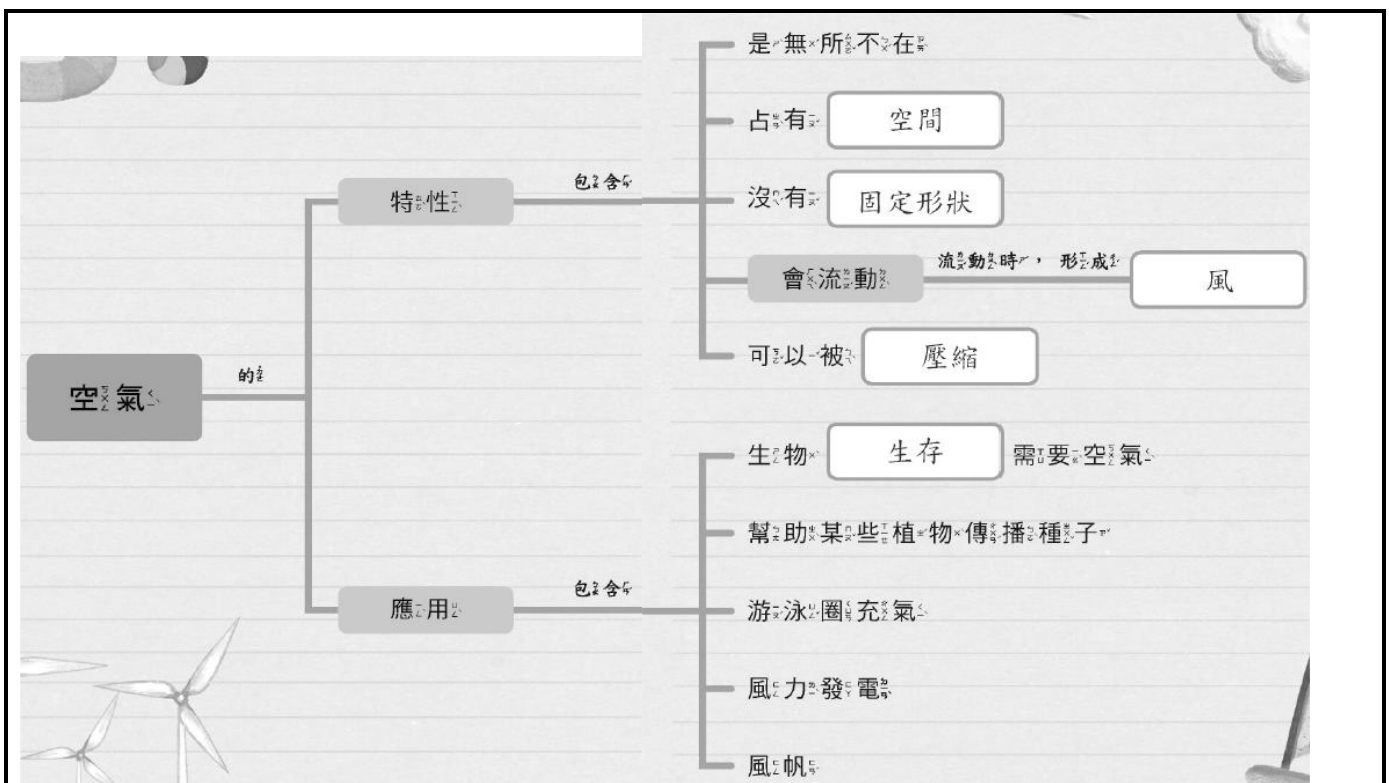 是無所不在
占有 空間
特性 包含
沒有 固定形狀
會流動 流動時，形成 風
可以被 壓縮
空氣 的
生物 生存 需要空氣
幫助某些植物傳播種子
應用 包含
游泳圈充氣
風力發電
風帆